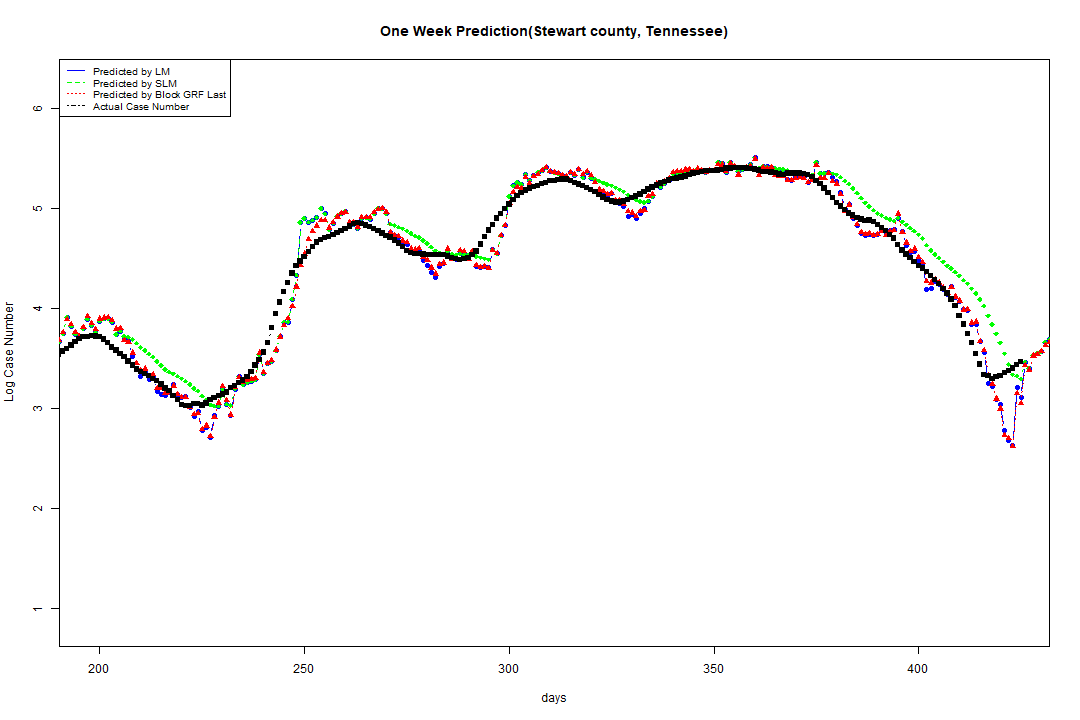 One Week Prediction(Stewart county, Tennessee)
Predicted by LM
Predicted by SLM
Predicted by Block GRF Last
Actual Case Number
6
5
4
3
2
1
Log Case Number
200 250 300 350 400
days